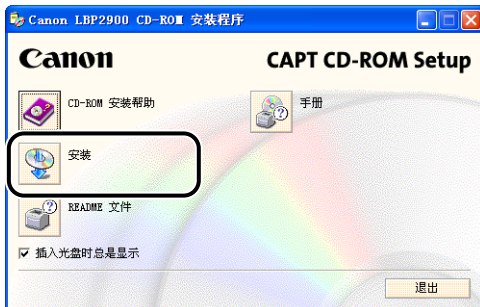 Canon LBP2900 CD-ROM 安装程序
Canon CAPT CD-ROM Setup
CD-ROM 安装帮助
手册
安装
README 文件
插入光盘时总是显示
退出